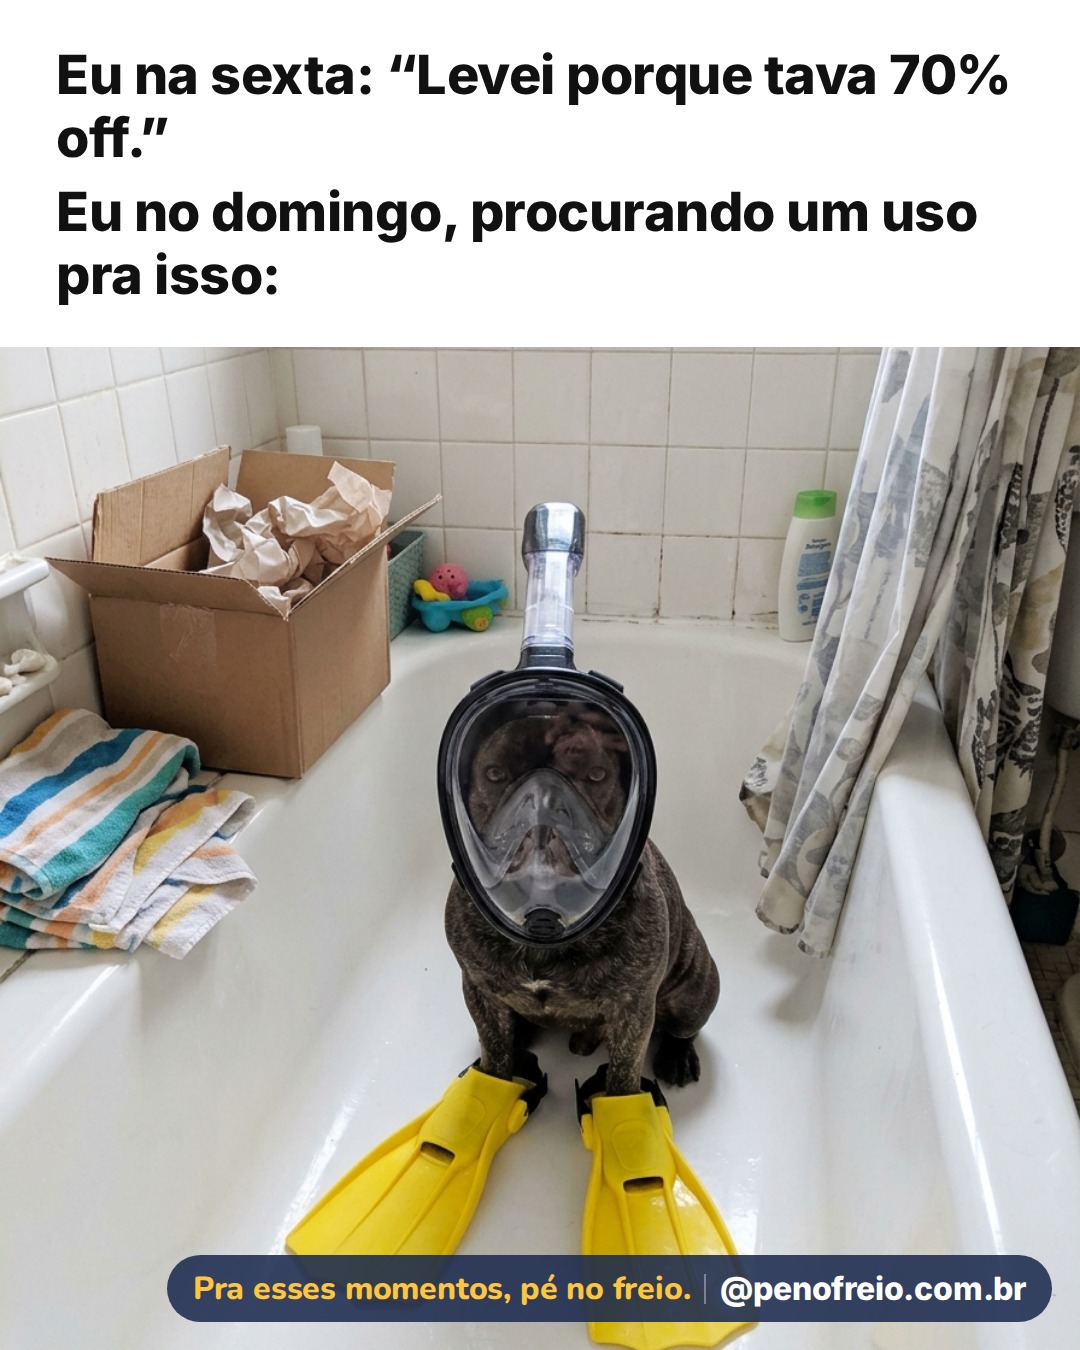 Eu na sexta: “Levei porque tava 70%
off.”
Eu no domingo, procurando um uso
pra isso:
Pra esses momentos, pé no freio. | @penofreio.com.br